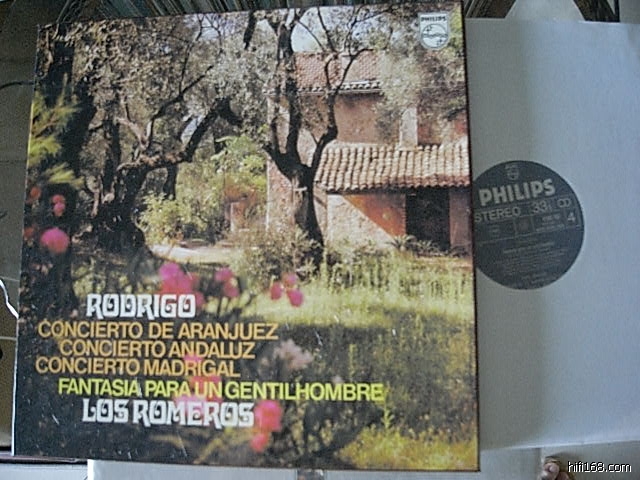 PHILIPS
RODRIGO
CONCIERTO DE ARANJUEZ
CONCIERTO ANDALUZ
CONCIERTO MADRIGAL
FANTASIA PARA UN GENTILHOMBRE
LOS ROMEROS
PHILIPS
STEREO 33
4
hifi168.com